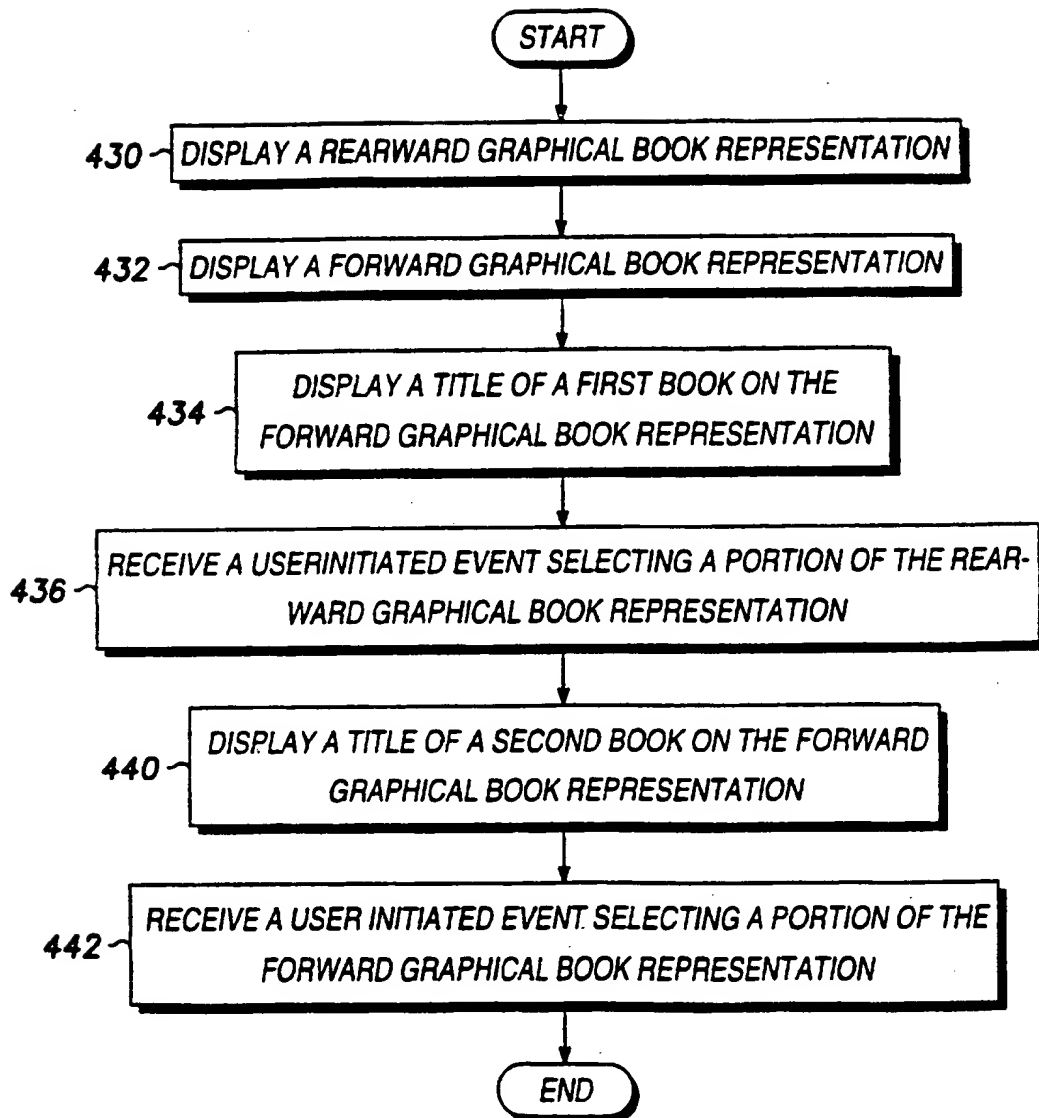 START
430
DISPLAY A REARWARD GRAPHICAL BOOK REPRESENTATION
432
DISPLAY A FORWARD GRAPHICAL BOOK REPRESENTATION
434
DISPLAY A TITLE OF A FIRST BOOK ON THE
FORWARD GRAPHICAL BOOK REPRESENTATION
436
RECEIVE A USERINITIATED EVENT SELECTING A PORTION OF THE REAR-
WARD GRAPHICAL BOOK REPRESENTATION
440
DISPLAY A TITLE OF A SECOND BOOK ON THE FORWARD
GRAPHICAL BOOK REPRESENTATION
442
RECEIVE A USER INITIATED EVENT SELECTING A PORTION OF THE
FORWARD GRAPHICAL BOOK REPRESENTATION
END